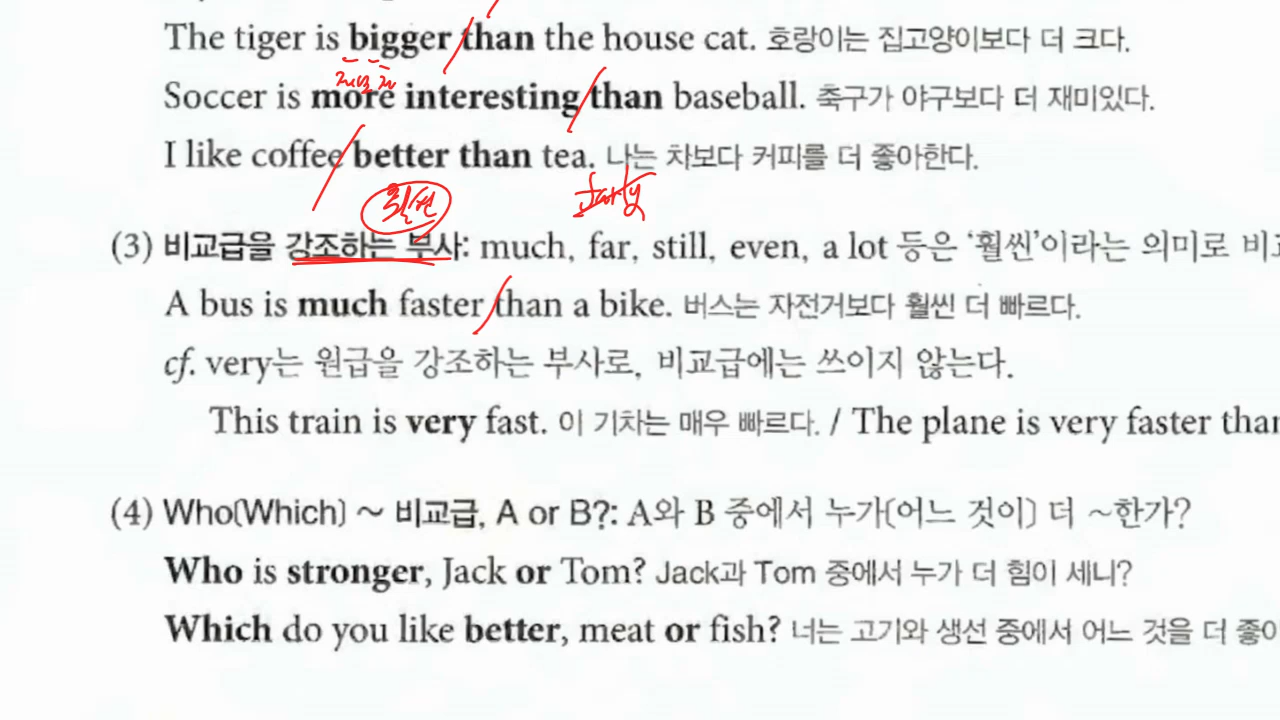 The tiger is bigger than the house cat. 호랑이는 집고양이보다 더 크다.
Soccer is more interesting than baseball. 축구가 야구보다 더 재미있다.
I like coffee better than tea. 나는 차보다 커피를 더 좋아한다.
훨씬
(3) 비교급을 강조하는 부사: much, far, still, even, a lot 등은 ‘훨씬’이라는 의미로 비교
A bus is much faster than a bike. 버스는 자전거보다 훨씬 더 빠르다.
cf. very는 원급을 강조하는 부사로, 비교급에는 쓰이지 않는다.
This train is very fast. 이 기차는 매우 빠르다. / The plane is very faster than
(4) Who(Which) ~ 비교급, A or B?: A와 B 중에서 누가(어느 것이) 더 ~한가?
Who is stronger, Jack or Tom? Jack과 Tom 중에서 누가 더 힘이 세니?
Which do you like better, meat or fish? 너는 고기와 생선 중에서 어느 것을 더 좋아